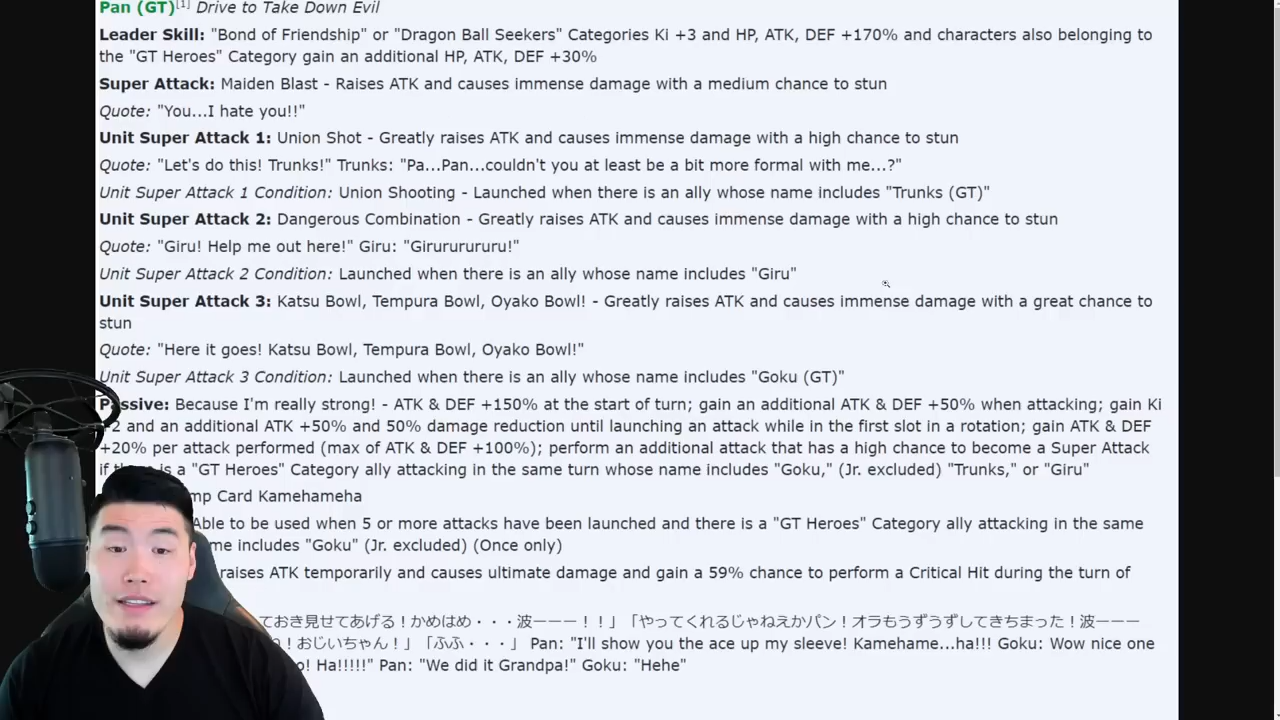 Pan (GT)[1] Drive to Take Down Evil
Leader Skill: "Bond of Friendship" or "Dragon Ball Seekers" Categories Ki +3 and HP, ATK, DEF +170% and characters also belonging to
the "GT Heroes" Category gain an additional HP, ATK, DEF +30%
Super Attack: Maiden Blast - Raises ATK and causes immense damage with a medium chance to stun
Quote: "You...I hate you!!"
Unit Super Attack 1: Union Shot - Greatly raises ATK and causes immense damage with a high chance to stun
Quote: "Let's do this! Trunks!" Trunks: "Pa...Pan...couldn't you at least be a bit more formal with me...?"
Unit Super Attack 1 Condition: Union Shooting - Launched when there is an ally whose name includes "Trunks (GT)"
Unit Super Attack 2: Dangerous Combination - Greatly raises ATK and causes immense damage with a high chance to stun
Quote: "Giru! Help me out here!" Giru: "Girurururu­ru!"
Unit Super Attack 2 Condition: Launched when there is an ally whose name includes "Giru"
Unit Super Attack 3: Katsu Bowl, Tempura Bowl, Oyako Bowl! - Greatly raises ATK and causes immense damage with a great chance to
stun
Quote: "Here it goes! Katsu Bowl, Tempura Bowl, Oyako Bowl!"
Unit Super Attack 3 Condition: Launched when there is an ally whose name includes "Goku (GT)"
Passive: Because I'm really strong! - ATK & DEF +150% at the start of turn; gain an additional ATK & DEF +50% when attacking; gain Ki
+2 and an additional ATK +50% and 50% damage reduction until launching an attack while in the first slot in a rotation; gain ATK & DEF
+20% per attack performed (max of ATK & DEF +100%); perform an additional attack that has a high chance to become a Super Attack
if there is a "GT Heroes" Category ally attacking in the same turn whose name includes "Goku," (Jr. excluded) "Trunks," or "Giru"
Card Kamehameha
Able to be used when 5 or more attacks have been launched and there is a "GT Heroes" Category ally attacking in the same
includes "Goku" (Jr. excluded) (Once only)
raises ATK temporarily and causes ultimate damage and gain a 59% chance to perform a Critical Hit during the turn of
ておき見せてあげる！かめはめ・・・波ーーー！！」「やってくれるじゃねえかパン！オラもうずうずしてきちまった！波ーーー
！おじいちゃん！」「ふふ・・・」 Pan: "I'll show you the ace up my sleeve! Kamehame...ha!!! Goku: Wow nice one
Ha!!!!!" Pan: "We did it Grandpa!" Goku: "Hehe"